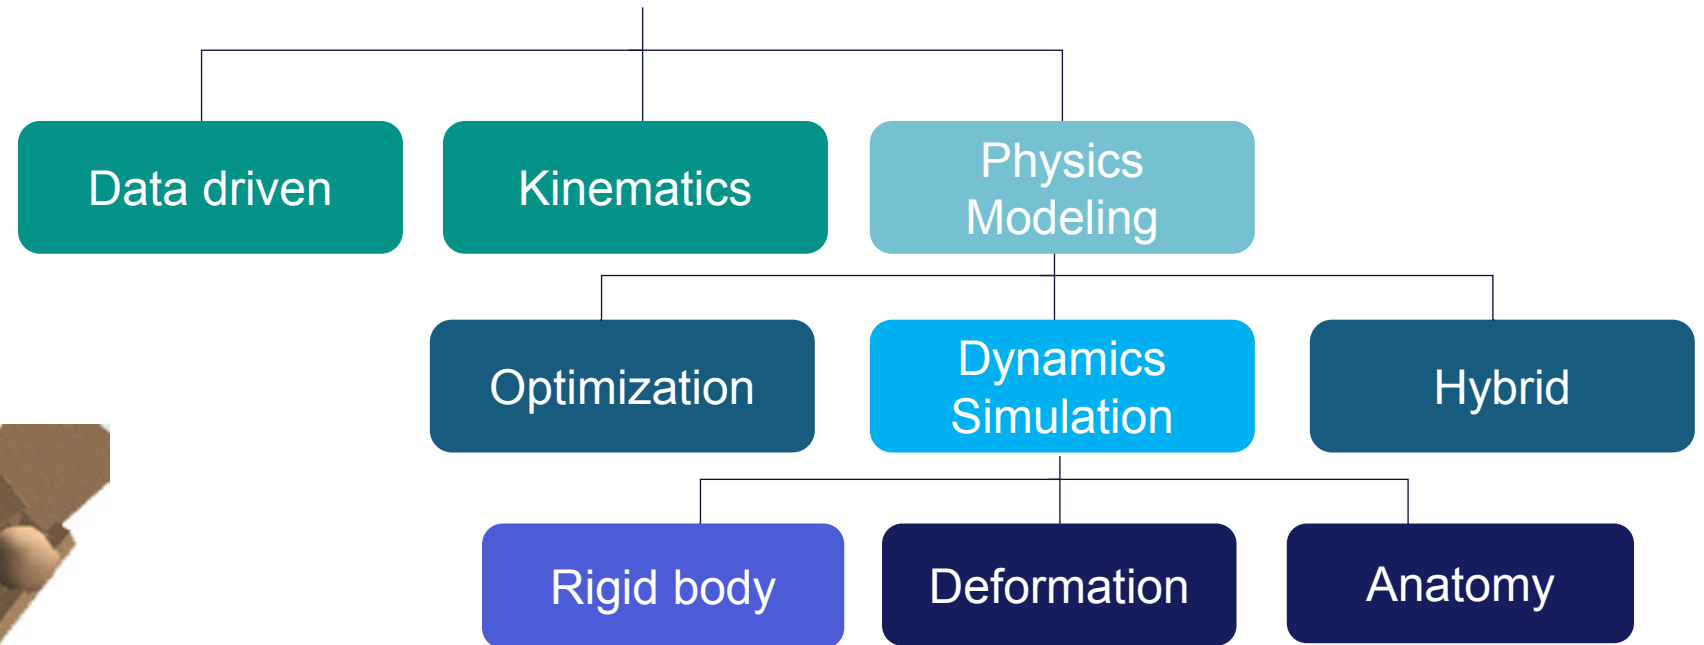 Data driven
Kinematics
Physics
Modeling
Optimization
Dynamics
Simulation
Hybrid
Rigid body
Deformation
Anatomy